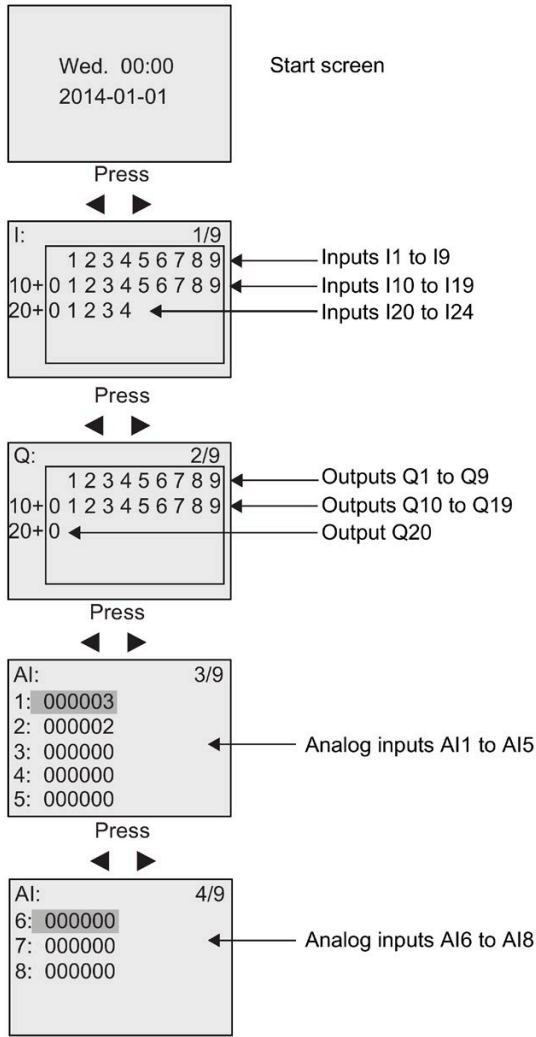 Wed. 00:00
Start screen
2014-01-01
Press
I: 1/9
1 2 3 4 5 6 7 8 9 Inputs I1 to I9
10+ 0 1 2 3 4 5 6 7 8 9 Inputs I10 to I19
20+ 0 1 2 3 4 Inputs I20 to I24
Press
Q: 2/9
1 2 3 4 5 6 7 8 9 Outputs Q1 to Q9
10+ 0 1 2 3 4 5 6 7 8 9 Outputs Q10 to Q19
20+ 0 Output Q20
Press
AI: 3/9
1: 000003
2: 000002
3: 000000 Analog inputs AI1 to AI5
4: 000000
5: 000000
Press
AI: 4/9
6: 000000
7: 000000 Analog inputs AI6 to AI8
8: 000000